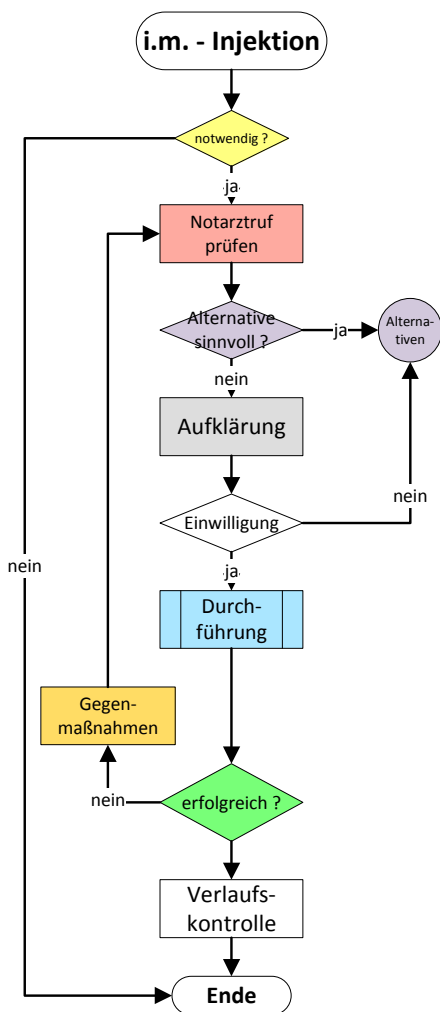 i.m. - Injektion
notwendig ?
ja
Notarztruf
prüfen
Alternative
sinnvoll ?
ja
Alterna-
tiven
nein
Aufklärung
Einwilligung
nein
ja
nein
Durch-
führung
Gegen-
maßnahmen
nein
erfolgreich ?
Verlaufs-
kontrolle
Ende